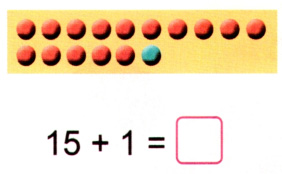 15 + 1 =